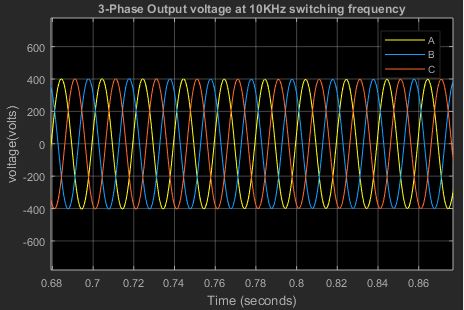 3-Phase Output voltage at 10KHz switching frequency
A
B
C
voltage(volts)
600
400
200
0
-200
-400
-600
0.68 0.7 0.72 0.74 0.76 0.78 0.8 0.82 0.84 0.86
Time (seconds)